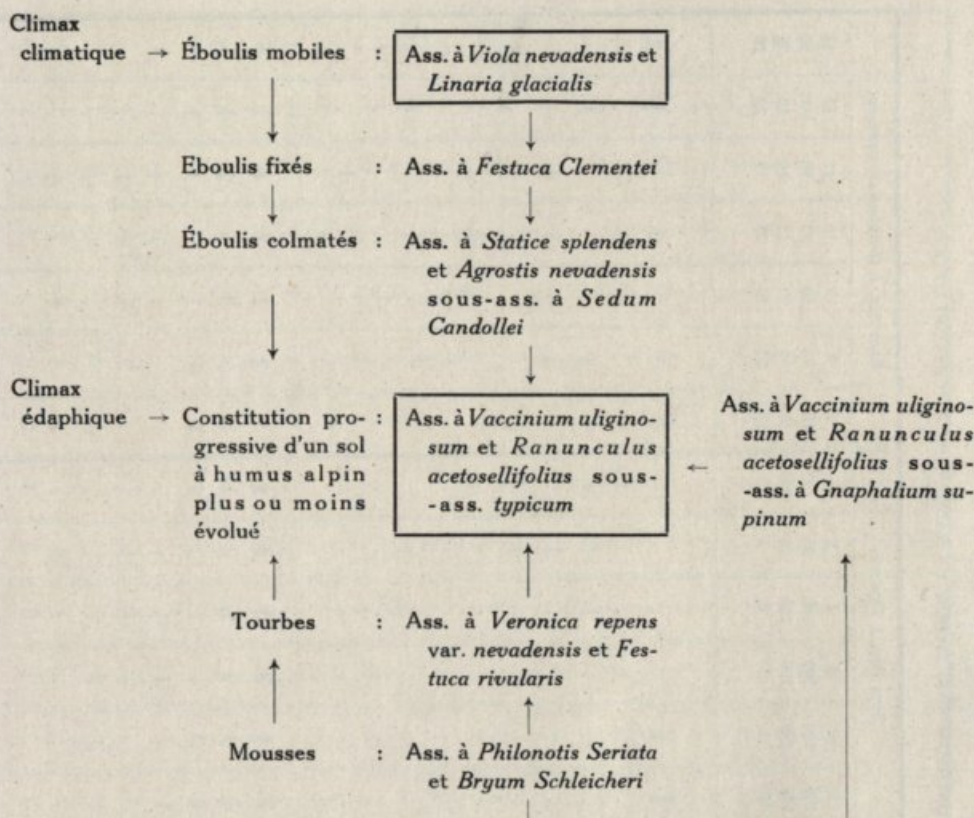 Climax
climatique → Éboulis mobiles : Ass. à Viola nevadensis et
Linaria glacialis
Eboulis fixés : Ass. à Festuca Clementei
Éboulis colmatés : Ass. à Statice splendens
et Agrostis nevadensis
sous-ass. à Sedum
Candollei
Climax
édaphique → Constitution pro-
gressive d'un sol
à humus alpin
plus ou moins
évolué
:
Ass. à Vaccinium uligino-
sum et Ranunculus
acetosellifolius sous-
-ass. typicum
←
Ass. à Vaccinium uligino-
sum et Ranunculus
acetosellifolius sous-
-ass. à Gnaphalium su-
pinum
Tourbes : Ass. à Veronica repens
var. nevadensis et Fes-
tuca rivularis
Mousses : Ass. à Philonotis Seriata
et Bryum Schleicheri